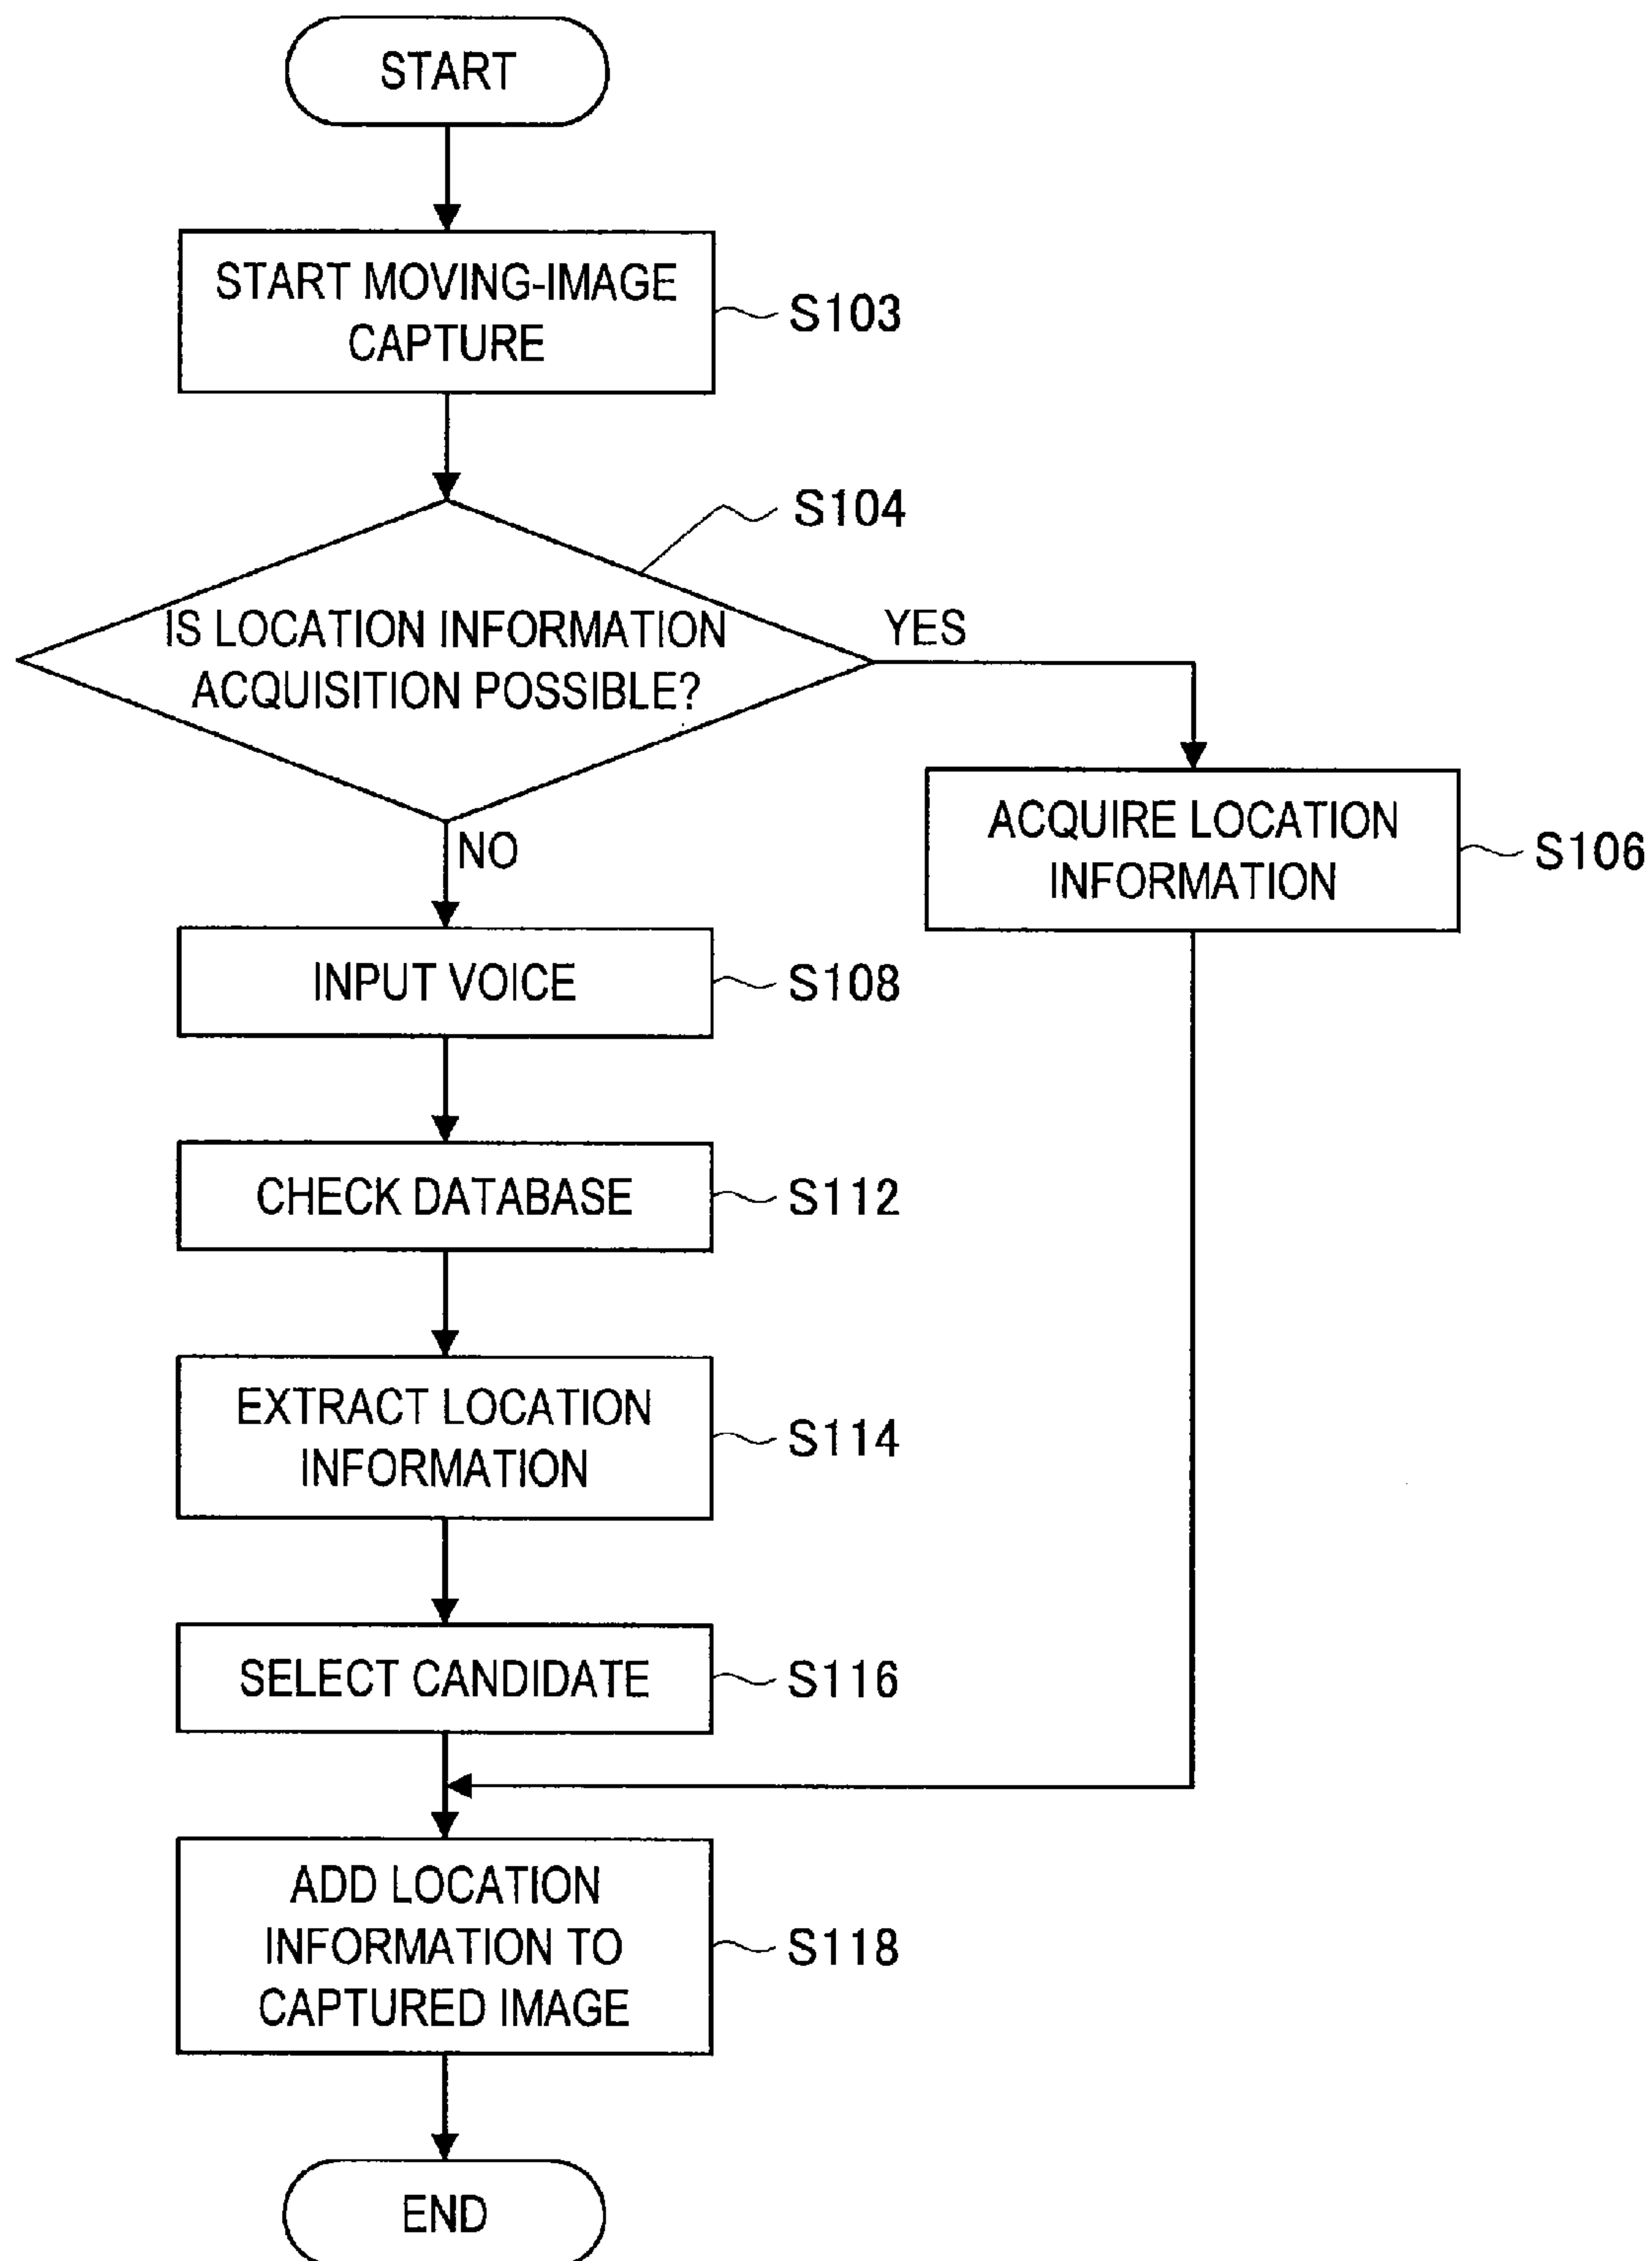 START
START MOVING-IMAGE
CAPTURE
S103
S104
IS LOCATION INFORMATION
ACQUISITION POSSIBLE?
YES
ACQUIRE LOCATION
INFORMATION
S106
NO
INPUT VOICE
S108
CHECK DATABASE
S112
EXTRACT LOCATION
INFORMATION
S114
SELECT CANDIDATE
S116
ADD LOCATION
INFORMATION TO
CAPTURED IMAGE
S118
END